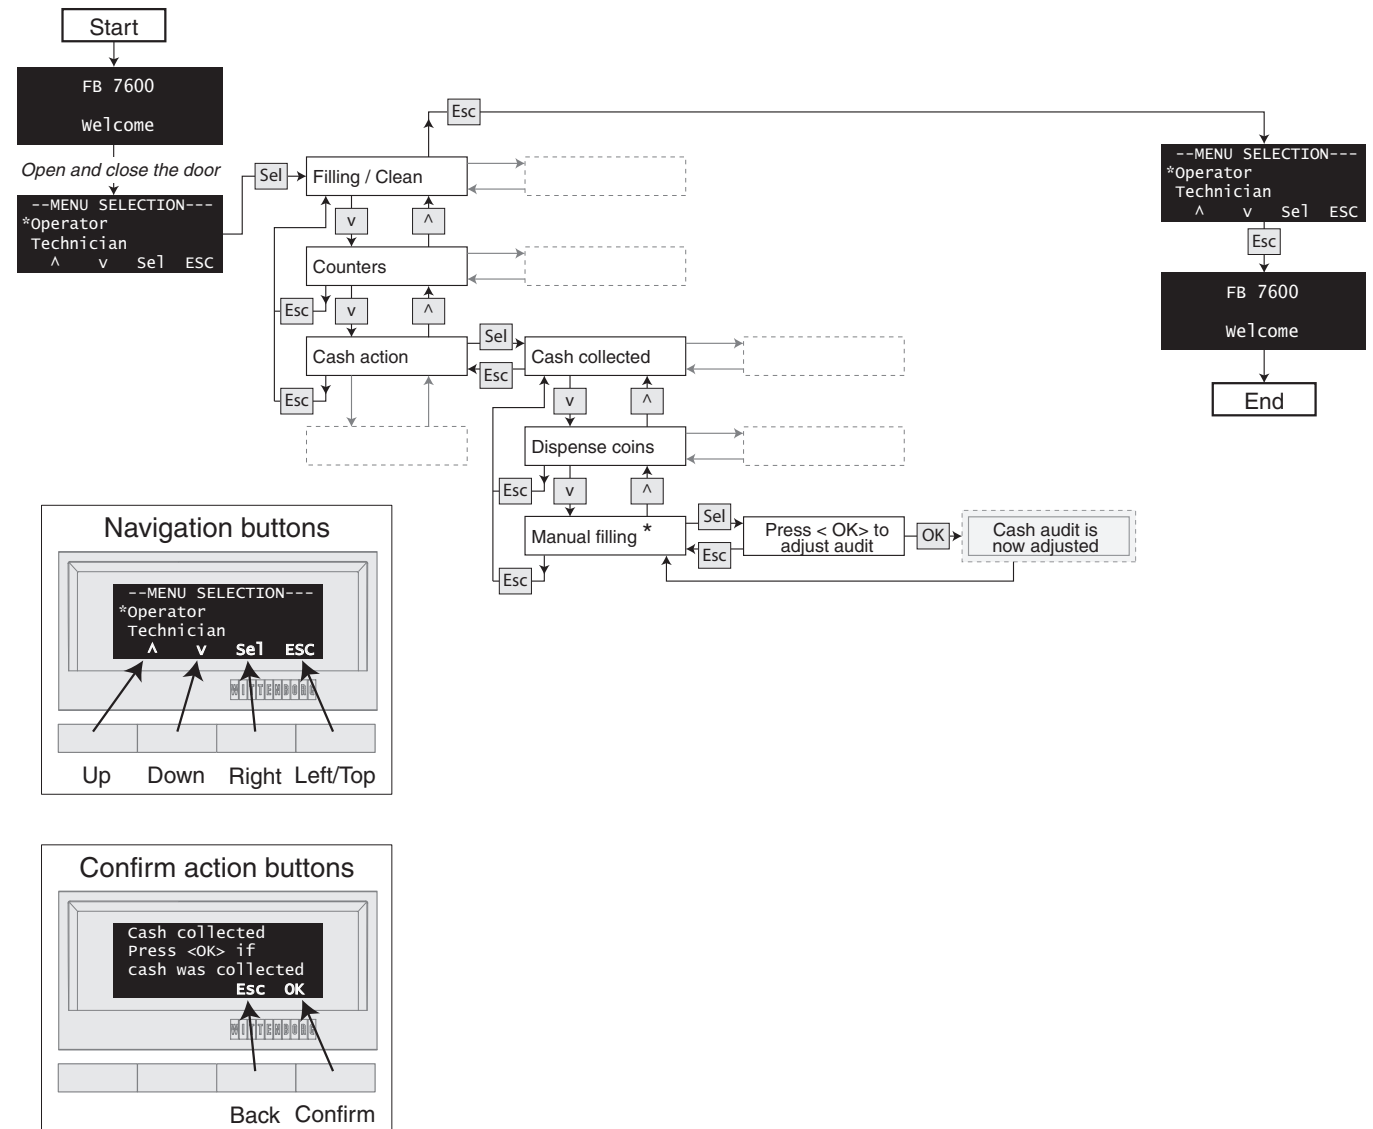 Start
FB 7600
Welcome
Open and close the door
--MENU SELECTION---
*Operator
Technician
^ v Sel ESC
Sel
Filling / Clean
Esc
v ^
Counters
Esc
v ^
Cash action
Esc
Sel
Esc
Cash collected
v ^
Dispense coins
Esc
v ^
Manual filling *
Esc
Sel
Esc
Press < OK> to
adjust audit
OK
Cash audit is
now adjusted
--MENU SELECTION---
*Operator
Technician
^ v Sel ESC
Esc
FB 7600
Welcome
End
Navigation buttons
--MENU SELECTION---
*Operator
Technician
^ v Sel ESC
WITTENBORG
Up Down Right Left/Top
Confirm action buttons
Cash collected
Press <OK> if
cash was collected
Esc OK
WITTENBORG
Back Confirm